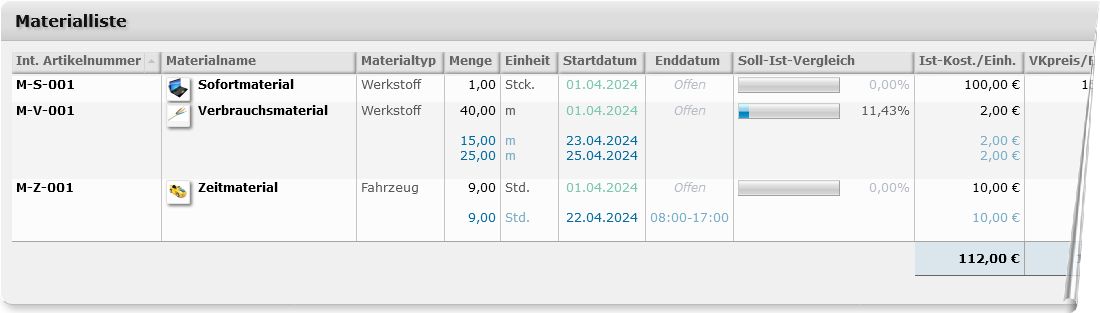 Materialliste
Int. Artikelnummer Materialname Materialtyp Menge Einheit Startdatum Enddatum Soll-Ist-Vergleich Ist-Kost./Einh. VKpreis/
M-S-001 Sofortmaterial Werkstoff 1,00 Stck. 01.04.2024 Offen 0,00% 100,00 €
M-V-001 Verbrauchsmaterial Werkstoff 40,00 m 01.04.2024 Offen 11,43% 2,00 €
15,00 m 23.04.2024 2,00 €
25,00 m 25.04.2024 2,00 €
M-Z-001 Zeitmaterial Fahrzeug 9,00 Std. 01.04.2024 Offen 0,00% 10,00 €
9,00 Std. 22.04.2024 08:00-17:00 10,00 €
112,00 €